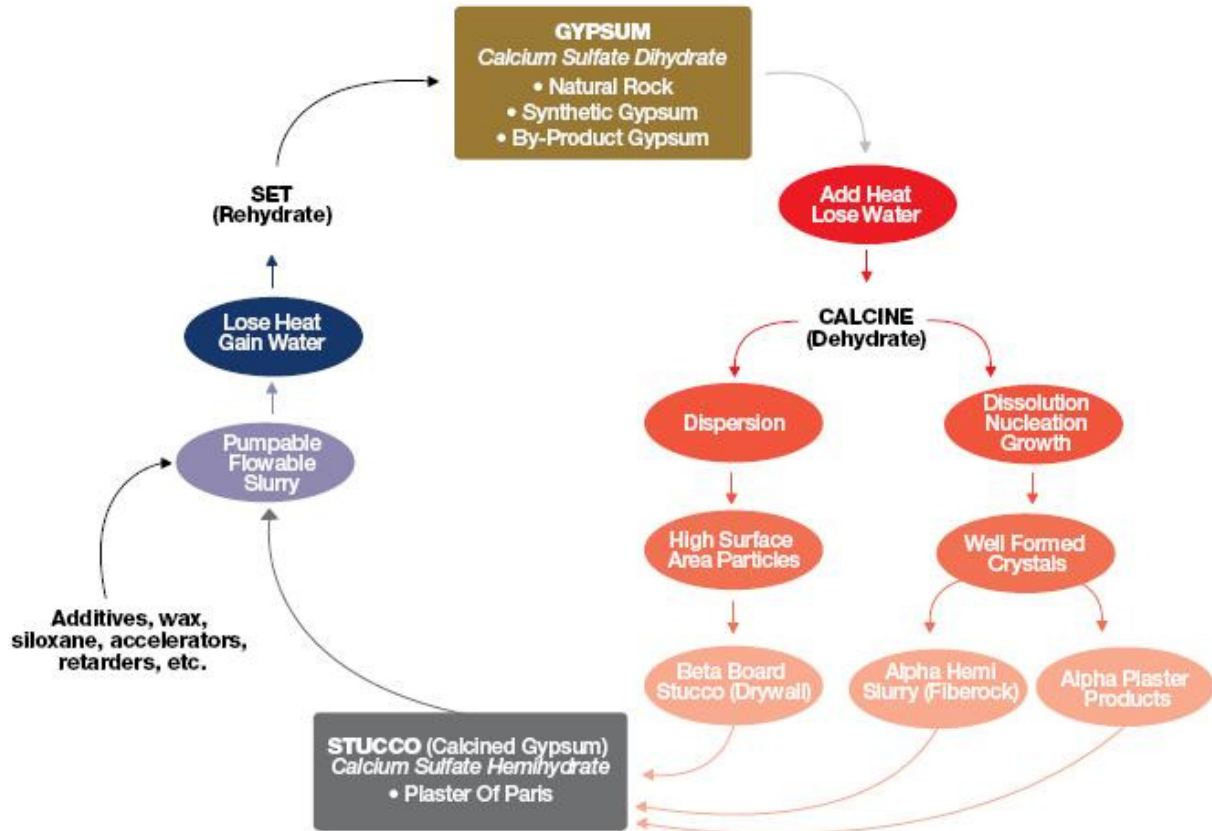 GYPSUM
Calcium Sulfate Dihydrate
• Natural Rock
• Synthetic Gypsum
• By-Product Gypsum
Add Heat
Lose Water
SET
(Rehydrate)
Lose Heat
Gain Water
CALCINE
(Dehydrate)
Dispersion
Dissolution
Nucleation
Growth
Pumpable
Flowable
Slurry
High Surface
Area Particles
Well Formed
Crystals
Additives, wax,
siloxane, accelerators,
retarders, etc.
Beta Board
Stucco (Drywall)
Alpha Hemi
Slurry (Fiberock)
Alpha Plaster
Products
STUCCO (Calcined Gypsum)
Calcium Sulfate Hemihydrate
• Plaster Of Paris